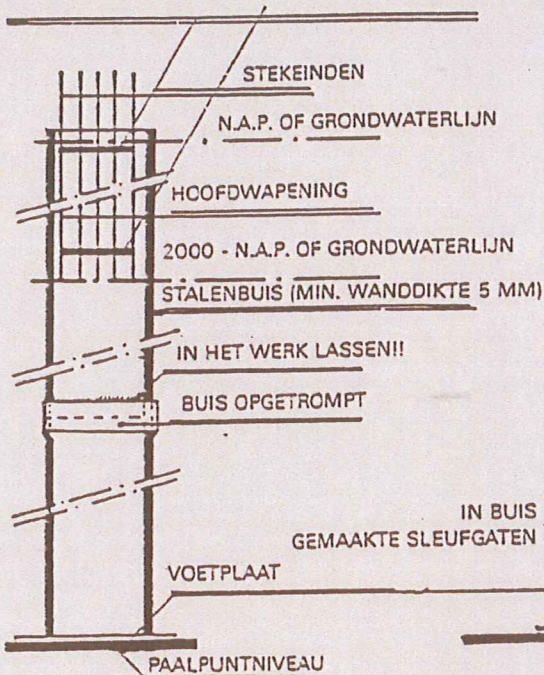 STEKEINDEN
N.A.P. OF GRONDWATERLIJN
HOOFDWAPENING
2000 - N.A.P. OF GRONDWATERLIJN
STALENBUIS (MIN. WANDDIKTE 5 MM)
IN HET WERK LASSEN!!
BUIS OPGETROMPT
IN BUIS
GEMAAKTE SLEUFGATEN
VOETPLAAT
PAALPUNTNIVEAU